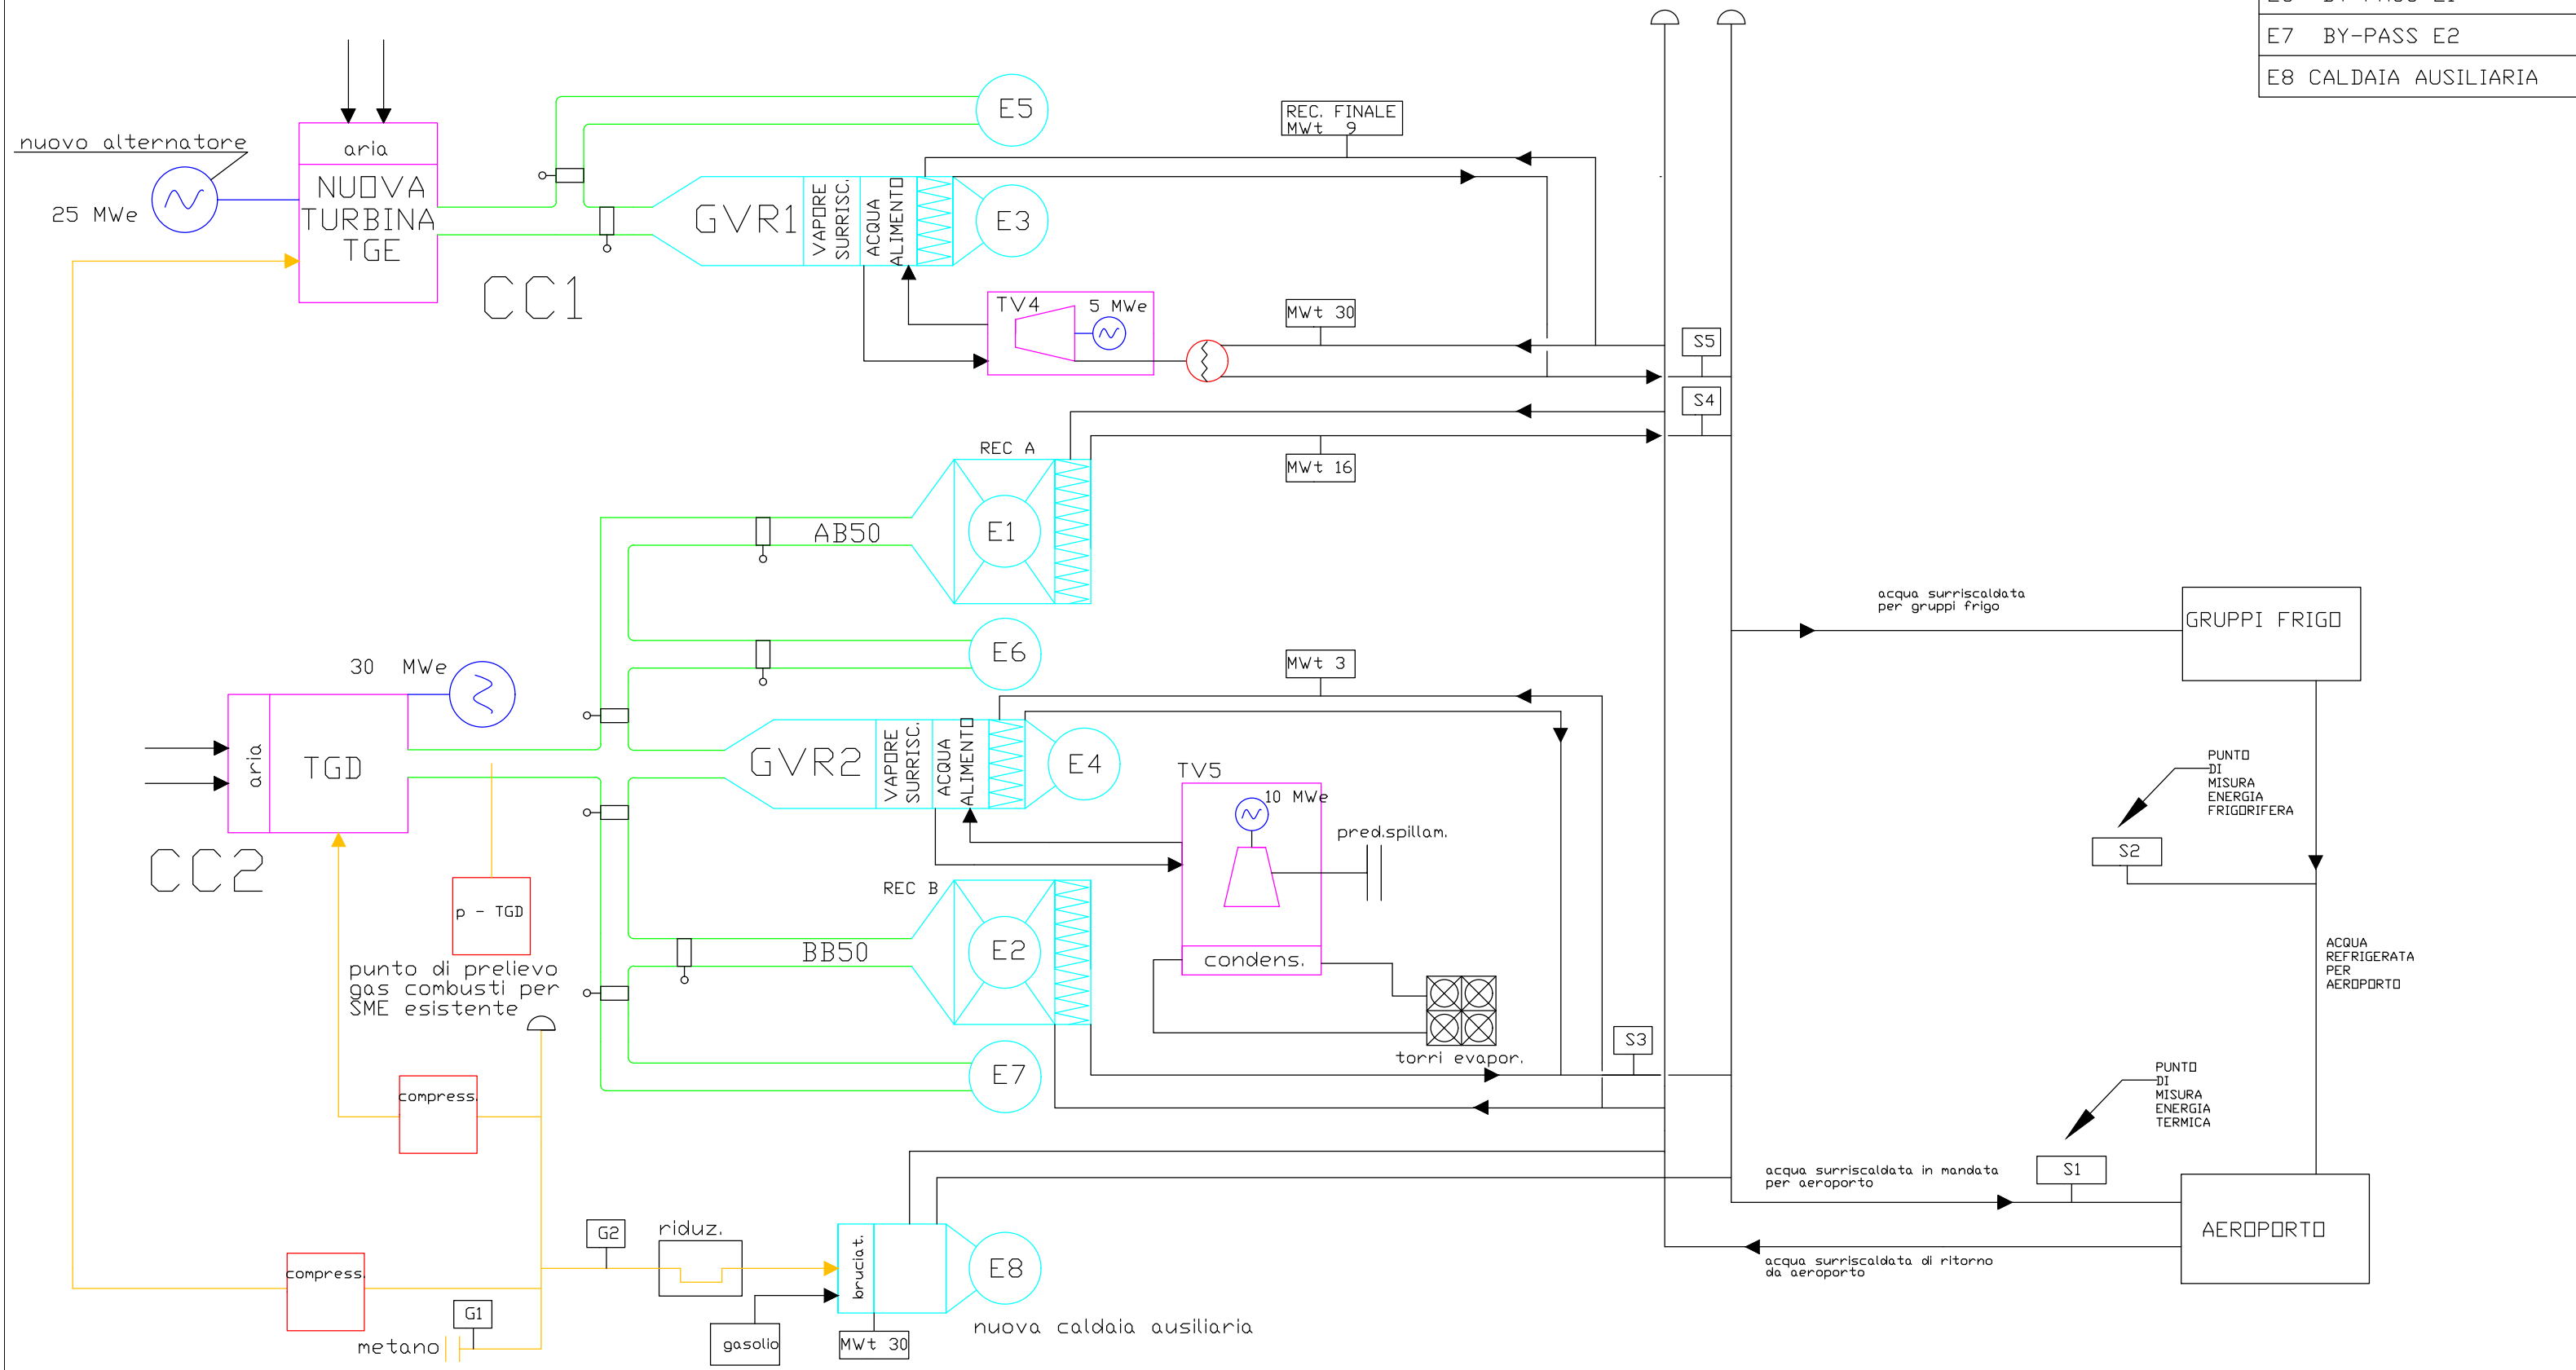 E7 BY-PASS E2
E8 CALDAIA AUSILIARIA
nuovo alternatore
25 MWe
aria
NUOVA
TURBINA
TGE
CC1
E5
GVR1
VAPORE
SURRISC.
ACQUA
ALIMENTO
E3
REC. FINALE
MWt 9
TV4
5 MWe
MWt 30
S5
S4
REC A
MWt 16
AB50
E1
E6
30 MWe
aria
TGD
CC2
GVR2
VAPORE
SURRISC.
ACQUA
ALIMENTO
E4
MWt 3
TV5
10 MWe
pred.spillam.
condens.
torri evapor.
p - TGD
punto di prelievo
gas combusti per
SME esistente
REC B
BB50
E2
E7
S3
compress.
compress.
G2
riduz.
G1
metano
gasolio
bruciat.
E8
MWt 30
nuova caldaia ausiliaria
acqua surriscaldata
per gruppi frigo
GRUPPI FRIGO
PUNTO
DI
MISURA
ENERGIA
FRIGORIFERA
S2
ACQUA
REFRIGERATA
PER
AEROPORTO
PUNTO
DI
MISURA
ENERGIA
TERMICA
S1
acqua surriscaldata in mandata
per aeroporto
AEROPORTO
acqua surriscaldata di ritorno
da aeroporto